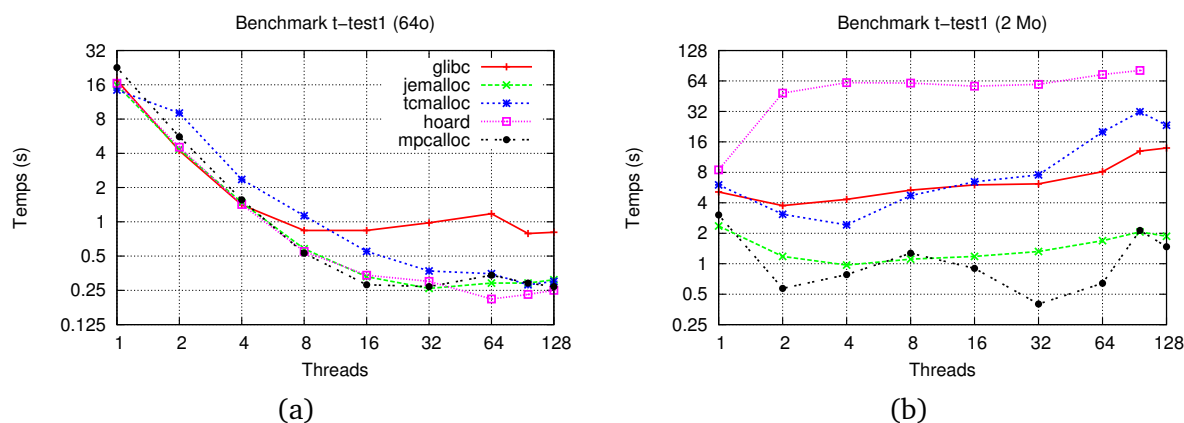 Benchmark t-test1 (64o)
32
16
8
4
2
1
0.5
0.25
0.125
Temps (s)
glibc
jemalloc
tcmalloc
hoard
mpcalloc
1 2 4 8 16 32 64 128
Threads
(a)
Benchmark t-test1 (2 Mo)
128
64
32
16
8
4
2
1
0.5
0.25
Temps (s)
1 2 4 8 16 32 64 128
Threads
(b)